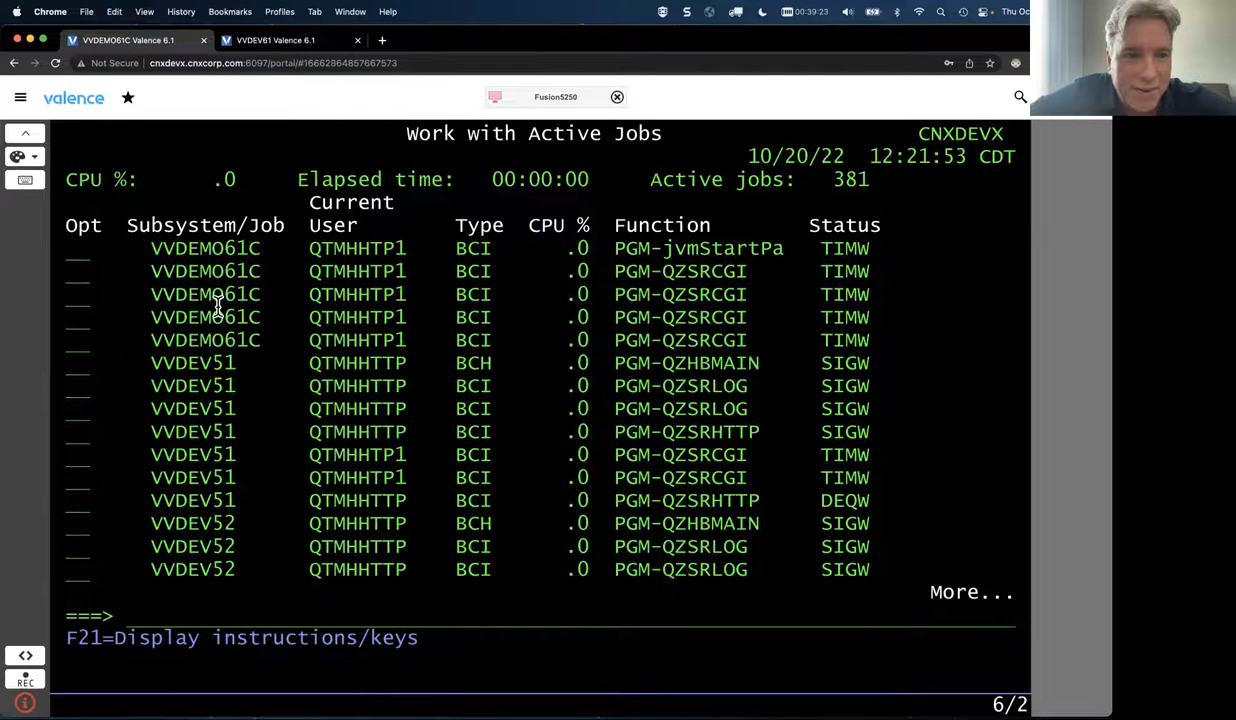 Chrome File Edit View History Bookmarks Profiles Tab Window Help 00:39:23 Thu Oc
VVDEMO61C Valence 6.1 VVDEV61 Valence 6.1
Not Secure cnxdevx.cnxcorp.com:6097/portal/#16662864857667573
valence Fusion5250
Work with Active Jobs CNXDEVX
10/20/22 12:21:53 CDT
CPU %: .0 Elapsed time: 00:00:00 Active jobs: 381
Current
Opt Subsystem/Job User Type CPU % Function Status
VVDEMO61C QTMHHTP1 BCI .0 PGM-jvmStartPa TIMW
VVDEMO61C QTMHHTP1 BCI .0 PGM-QZSRCGI TIMW
VVDEMO61C QTMHHTP1 BCI .0 PGM-QZSRCGI TIMW
VVDEMO61C QTMHHTP1 BCI .0 PGM-QZSRCGI TIMW
VVDEMO61C QTMHHTP1 BCI .0 PGM-QZSRCGI TIMW
VVDEV51 QTMHHTTP BCH .0 PGM-QZHBMAIN SIGW
VVDEV51 QTMHHTTP BCI .0 PGM-QZSRLOG SIGW
VVDEV51 QTMHHTTP BCI .0 PGM-QZSRLOG SIGW
VVDEV51 QTMHHTTP BCI .0 PGM-QZSRHTTP SIGW
VVDEV51 QTMHHTP1 BCI .0 PGM-QZSRCGI TIMW
VVDEV51 QTMHHTP1 BCI .0 PGM-QZSRCGI TIMW
VVDEV51 QTMHHTTP BCI .0 PGM-QZSRHTTP DEQW
VVDEV52 QTMHHTTP BCH .0 PGM-QZHBMAIN SIGW
VVDEV52 QTMHHTTP BCI .0 PGM-QZSRLOG SIGW
VVDEV52 QTMHHTTP BCI .0 PGM-QZSRLOG SIGW
More...
===>
F21=Display instructions/keys
REC
6/2